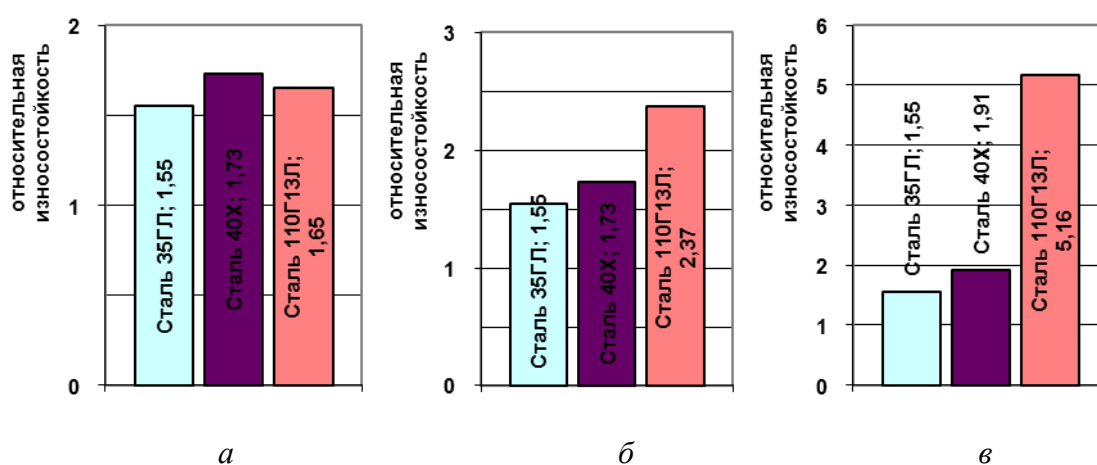 относительная
износостойкость
2
1
0
Сталь 35ГЛ; 1,55
Сталь 40Х; 1,73
Сталь 110Г13Л;
1,65
а
относительная
износостойкость
3
2
1
0
Сталь 35ГЛ; 1,55
Сталь 40Х; 1,73
Сталь 110Г13Л;
2,37
б
относительная
износостойкость
6
5
4
3
2
1
0
Сталь 35ГЛ; 1,55
Сталь 40Х; 1,91
Сталь 110Г13Л;
5,16
в